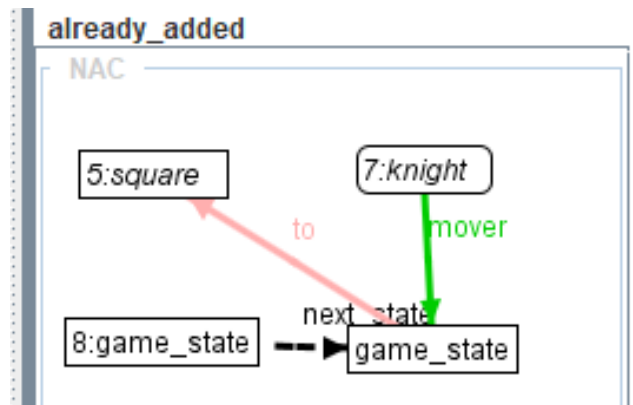 already_added
NAC
5:square
7:knight
to
mover
next_state
8:game_state
game_state